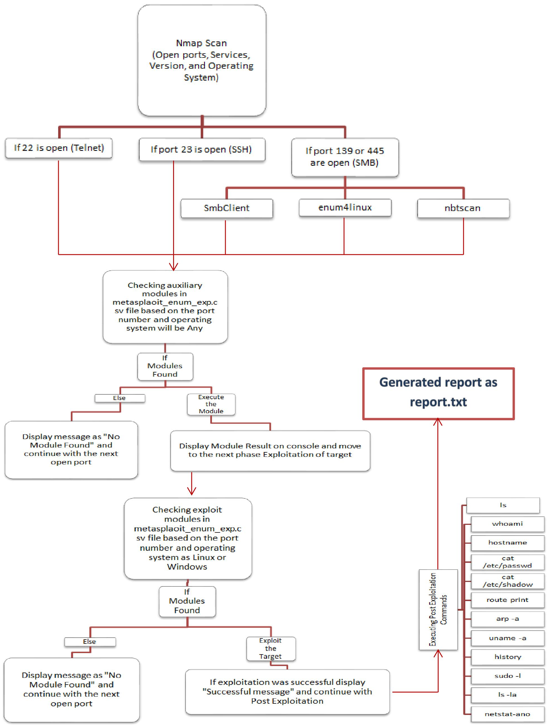 Nmap Scan
(Open ports, Services,
Version, and Operating
System)
If 22 is open (Telnet)
If port 23 is open (SSH)
If port 139 or 445
are open (SMB)
SmbClient
enum4linux
nbtscan
Checking auxiliary
modules in
metasplaoit_enum_exp.c
sv file based on the port
number and operating
system will be Any
If
Modules
Found
Else
Execute
the
Module
Display message as "No
Module Found" and
continue with the next
open port
Display Module Result on console and move
to the next phase Exploitation of target
Generated report as
report.txt
Checking exploit
modules in
metasplaoit_enum_exp.c
sv file based on the port
number and operating
system as Linux or
Windows
If
Modules
Found
Else
Exploit
the
Target
Display message as "No
Module Found" and
continue with the next
open port
If exploitation was successful display
"Successful message" and continue with
Post Exploitation
Executing Post Exploitation
Commands
ls
whoami
hostname
cat
/etc/passwd
cat
/etc/shadow
route print
arp -a
uname -a
history
sudo -l
ls -la
netstat-ano